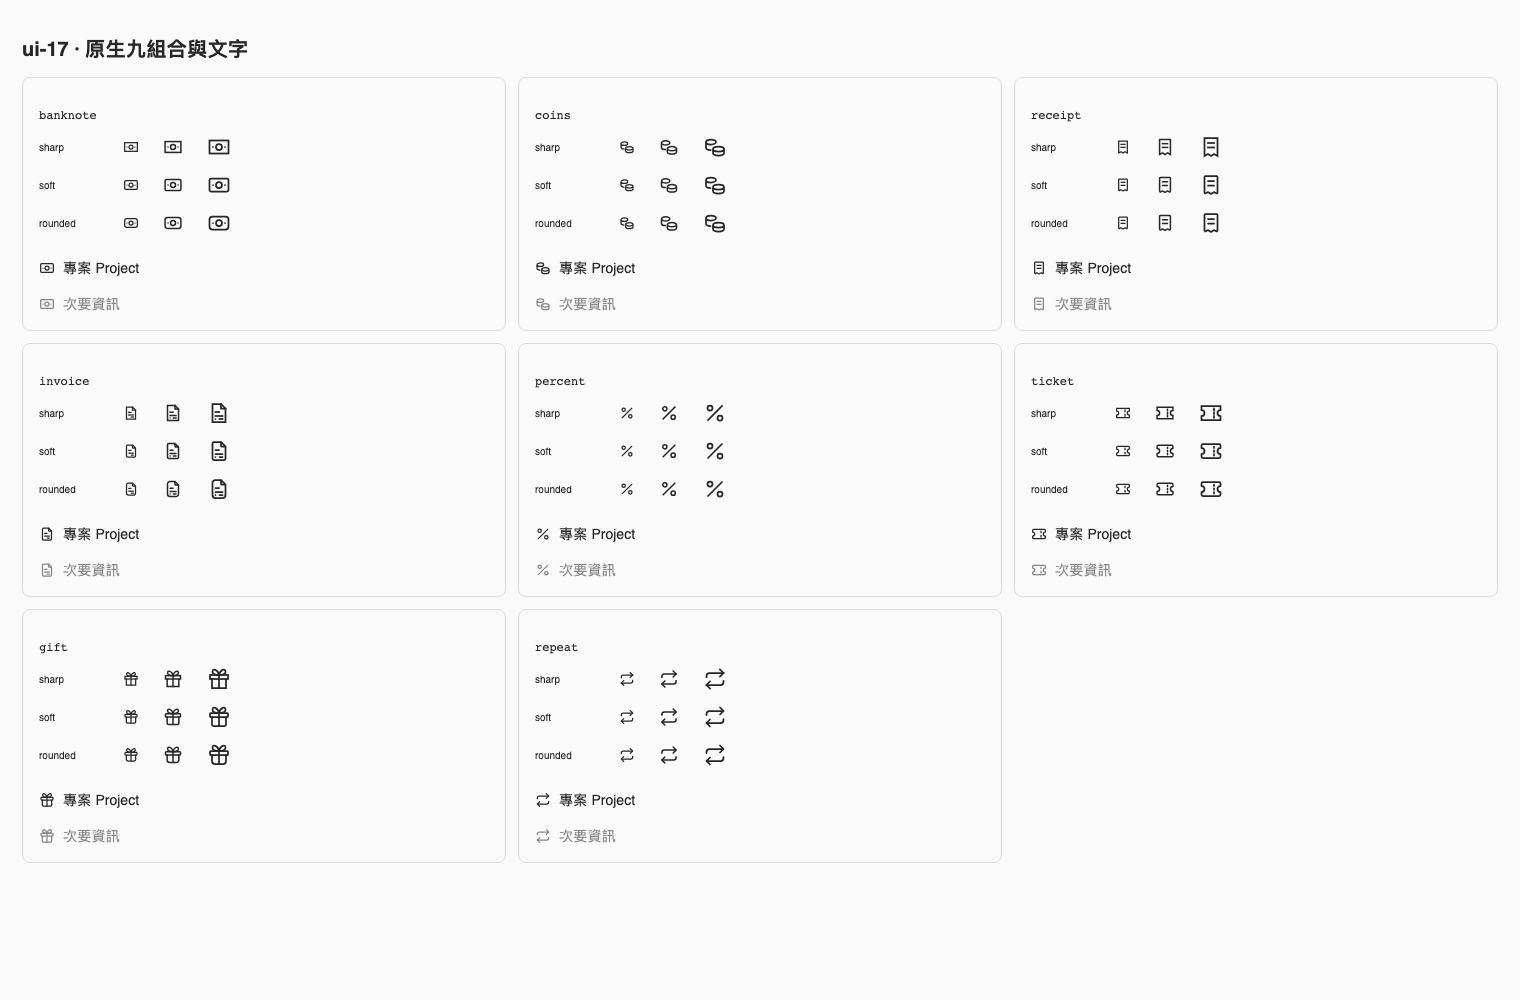 ui-17 · 原生九組合與文字
banknote
sharp
soft
rounded
專案 Project
次要資訊
coins
sharp
soft
rounded
專案 Project
次要資訊
receipt
sharp
soft
rounded
專案 Project
次要資訊
invoice
sharp
soft
rounded
專案 Project
次要資訊
percent
sharp
soft
rounded
專案 Project
次要資訊
ticket
sharp
soft
rounded
專案 Project
次要資訊
gift
sharp
soft
rounded
專案 Project
次要資訊
repeat
sharp
soft
rounded
專案 Project
次要資訊